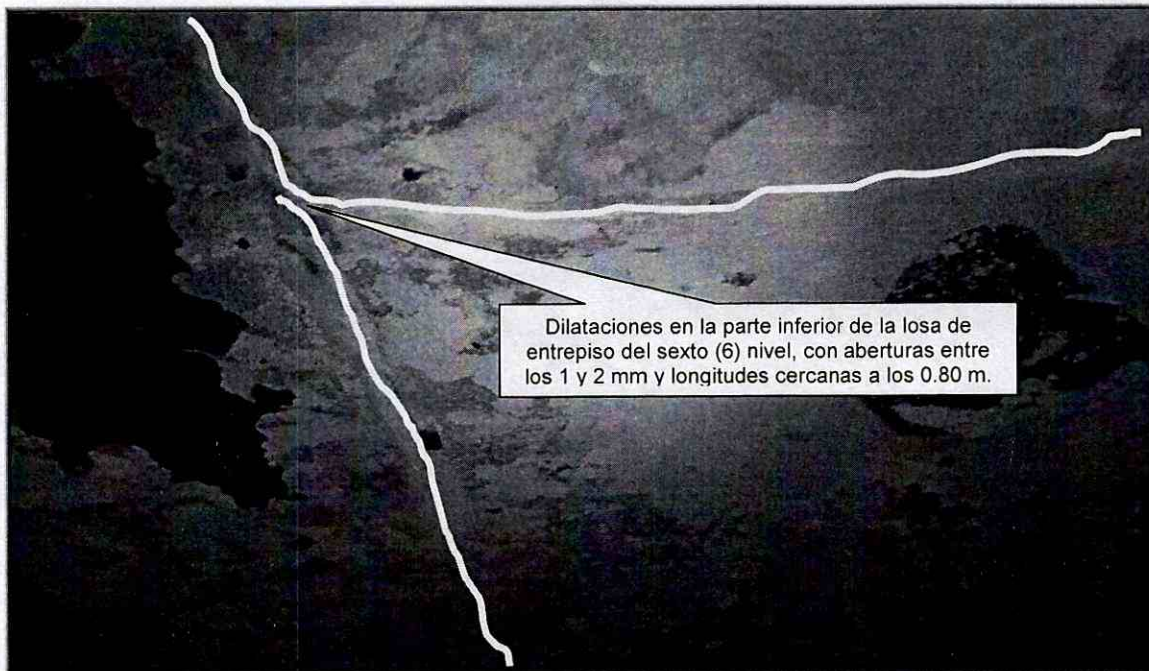 Dilataciones en la parte inferior de la losa de
entrepiso del sexto (6) nivel, con aberturas entre
los 1 y 2 mm y longitudes cercanas a los 0.80 m.